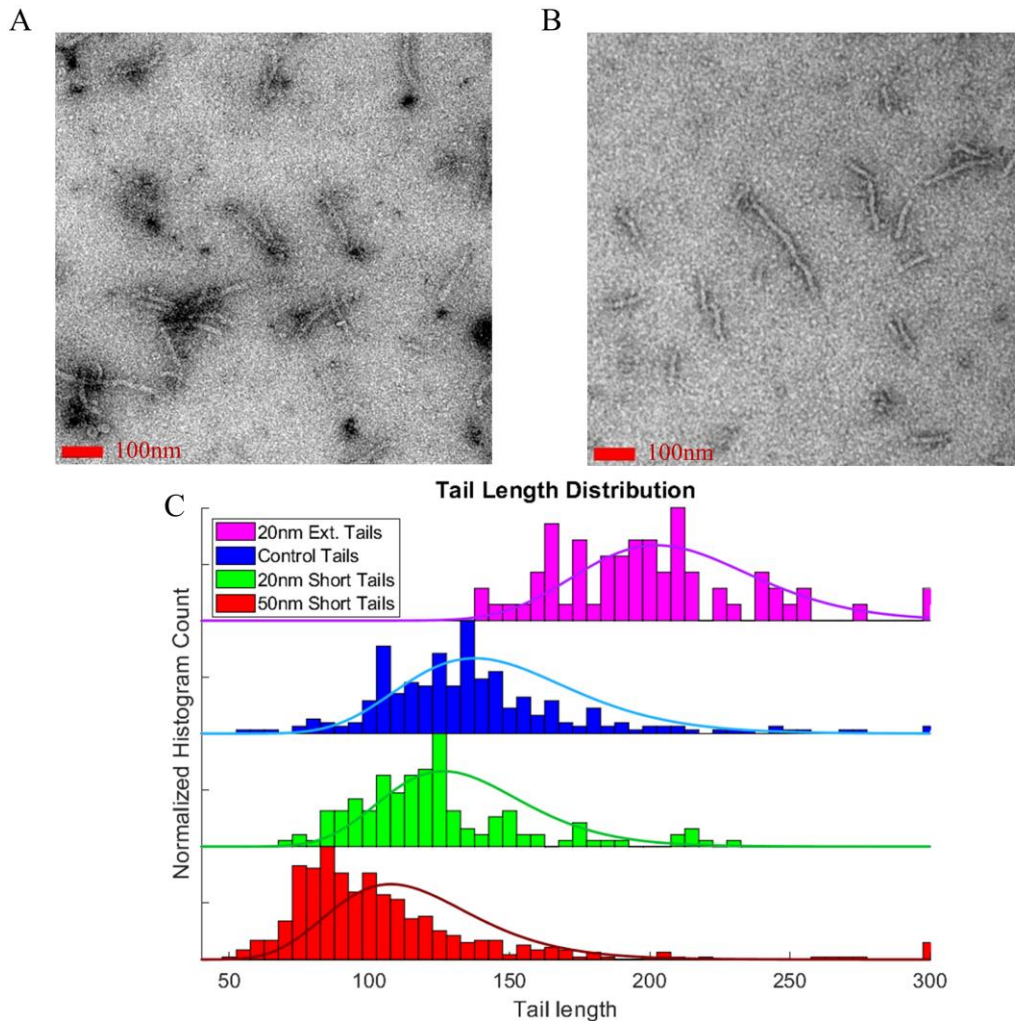 A
B
100nm
100nm
C
Tail Length Distribution
20nm Ext. Tails
Control Tails
20nm Short Tails
50nm Short Tails
Normalized Histogram Count
50
100
150
200
250
300
Tail length